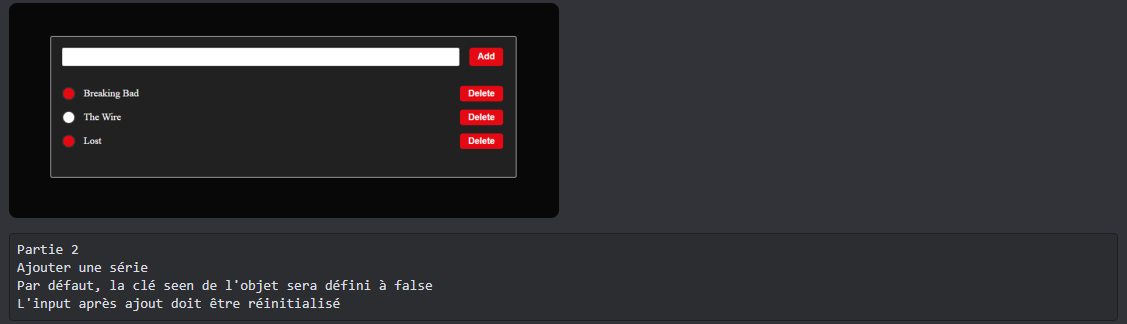 Add
Breaking Bad Delete
The Wire Delete
Lost Delete
Partie 2
Ajouter une série
Par défaut, la clé seen de l'objet sera défini à false
L'input après ajout doit être réinitialisé